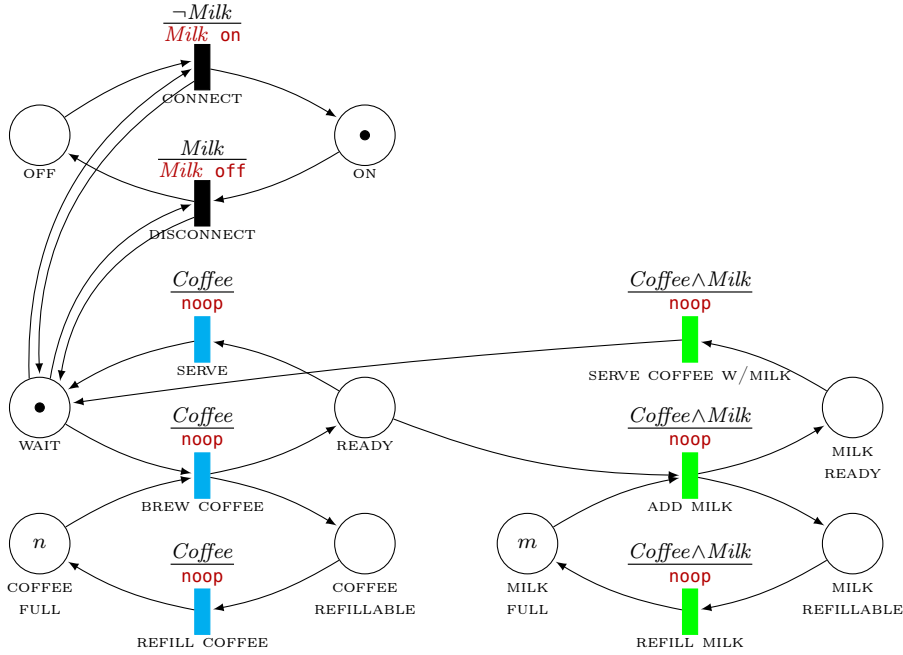 ¬Milk
Milk on
CONNECT
OFF
ON
Milk
Milk off
DISCONNECT
Coffee
noop
SERVE
Coffee∧Milk
noop
SERVE COFFEE W/MILK
WAIT
READY
MILK
READY
Coffee
noop
BREW COFFEE
Coffee∧Milk
noop
ADD MILK
n
COFFEE
FULL
COFFEE
REFILLABLE
m
MILK
FULL
MILK
REFILLABLE
Coffee
noop
REFILL COFFEE
Coffee∧Milk
noop
REFILL MILK